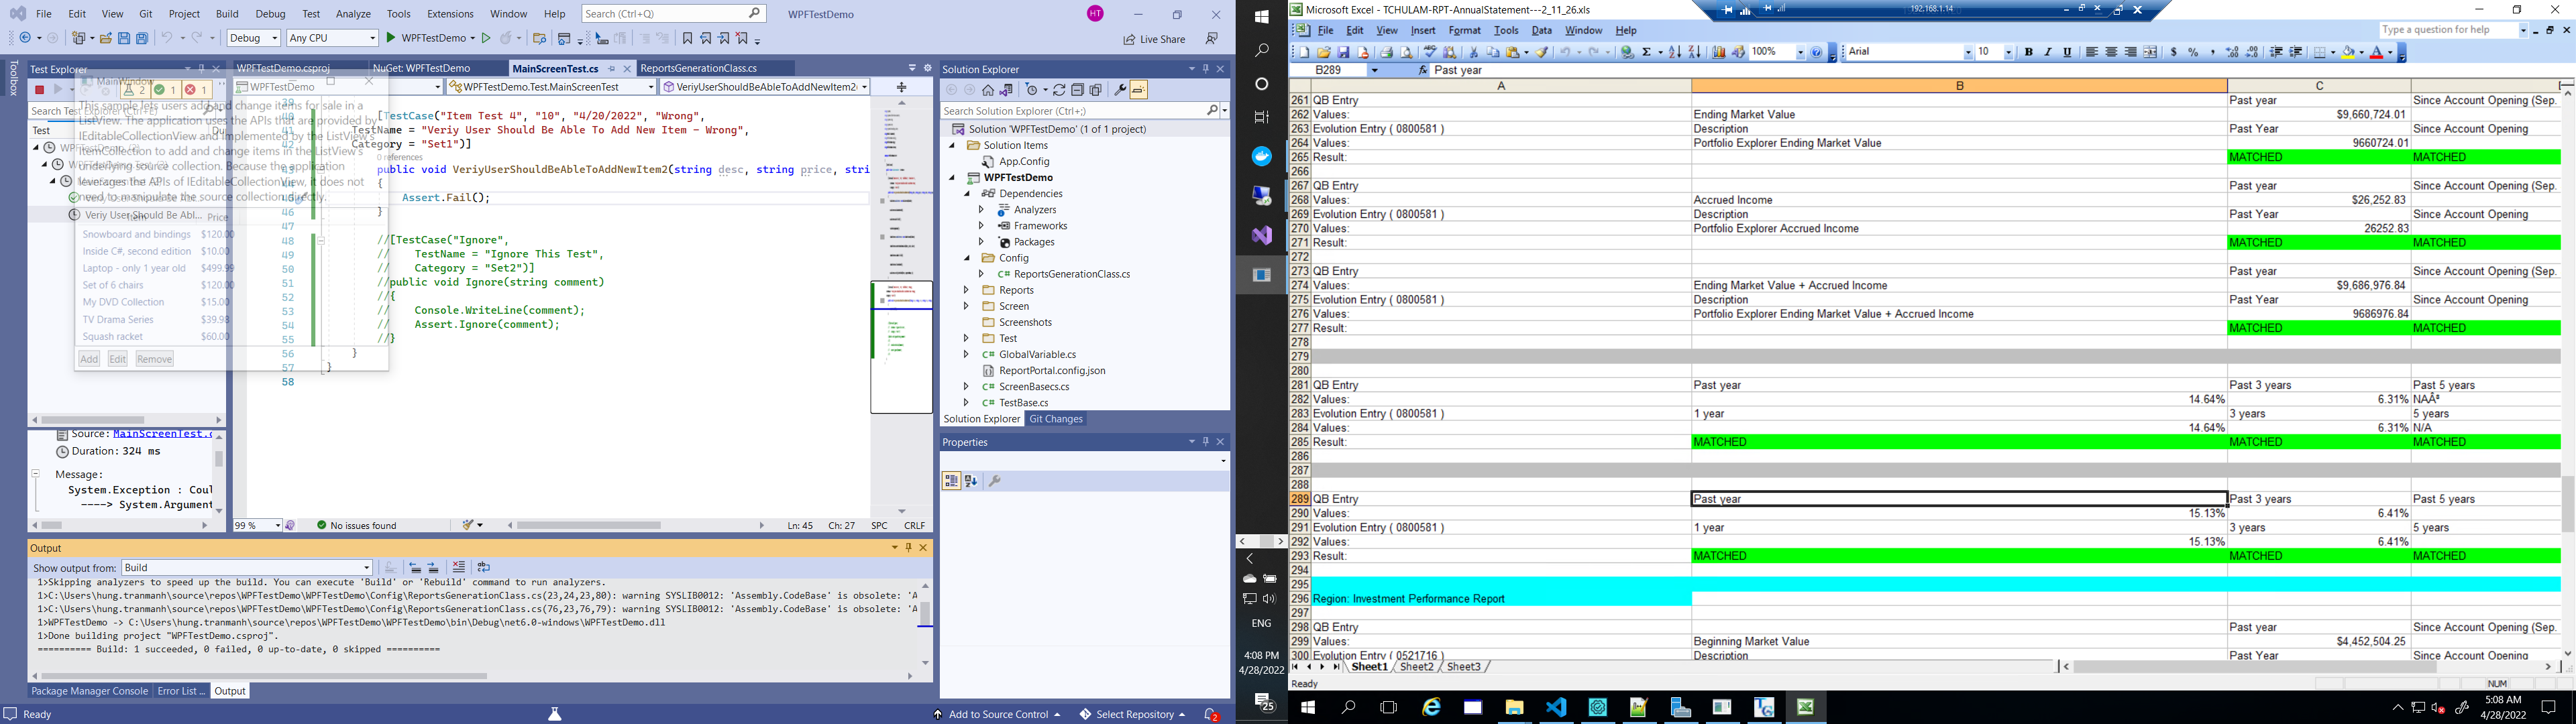 File Edit View Git Project Build Debug Test Analyze Tools Extensions Window Help Search (Ctrl+Q) WPFTestDemo HT
Debug Any CPU WPFTestDemo Live Share
Toolbox
Test Explorer
2 1 1
Test
Veriy User Should Be Abl...
MainWindow
This sample lets users add and change items for sale in a
ListView. The application uses the APIs that are provided by
IEditableCollectionView and implemented by the ListView's
ItemCollection to add and change items in the ListView's
underlying source collection. Because the application
leverages the APIs of IEditableCollectionView, it does not
need to manipulate the source collection directly.
Item Price
Snowboard and bindings $120.00
Inside C#, second edition $10.00
Laptop - only 1 year old $499.99
Set of 6 chairs $120.00
My DVD Collection $15.00
TV Drama Series $39.98
Squash racket $60.00
Add Edit Remove
Source: MainScreenTest.c
Duration: 324 ms
Message:
System.Exception : Coul
----> System.Argument
WPFTestDemo.csproj NuGet: WPFTestDemo MainScreenTest.cs ReportsGenerationClass.cs
WPFTestDemo WPFTestDemo.Test.MainScreenTest VeriyUserShouldBeAbleToAddNewItem2(
39
40 [TestCase("Item Test 4", "10", "4/20/2022", "Wrong",
41 TestName = "Veriy User Should Be Able To Add New Item - Wrong",
42 Category = "Set1")]
0 references
43 public void VeriyUserShouldBeAbleToAddNewItem2(string desc, string price, stri
44 {
45 Assert.Fail();
46 }
47
48 //[TestCase("Ignore",
49 // TestName = "Ignore This Test",
50 // Category = "Set2")]
51 //public void Ignore(string comment)
52 //{
53 // Console.WriteLine(comment);
54 // Assert.Ignore(comment);
55 //}
56 }
57 }
58
99 % No issues found Ln: 45 Ch: 27 SPC CRLF
Output
Show output from: Build
1>Skipping analyzers to speed up the build. You can execute 'Build' or 'Rebuild' command to run analyzers.
1>C:\Users\hung.tranmanh\source\repos\WPFTestDemo\WPFTestDemo\Config\ReportsGenerationClass.cs(23,24,23,80): warning SYSLIB0012: 'Assembly.CodeBase' is obsolete: 'A
1>C:\Users\hung.tranmanh\source\repos\WPFTestDemo\WPFTestDemo\Config\ReportsGenerationClass.cs(76,23,76,79): warning SYSLIB0012: 'Assembly.CodeBase' is obsolete: 'A
1>WPFTestDemo -> C:\Users\hung.tranmanh\source\repos\WPFTestDemo\WPFTestDemo\bin\Debug\net6.0-windows\WPFTestDemo.dll
1>Done building project "WPFTestDemo.csproj".
========== Build: 1 succeeded, 0 failed, 0 up-to-date, 0 skipped ==========
Package Manager Console Error List ... Output
Ready Add to Source Control Select Repository 2
Solution Explorer
Search Solution Explorer (Ctrl+;)
Solution 'WPFTestDemo' (1 of 1 project)
Solution Items
App.Config
WPFTestDemo
Dependencies
Analyzers
Frameworks
Packages
Config
C# ReportsGenerationClass.cs
Reports
Screen
Screenshots
Test
C# GlobalVariable.cs
ReportPortal.config.json
C# ScreenBasecs.cs
C# TestBase.cs
Solution Explorer Git Changes
Properties
ENG
4:08 PM
4/28/2022
25
Microsoft Excel - TCHULAM-RPT-AnnualStatement---2_11_26.xls
192.168.1.14
File Edit View Insert Format Tools Data Window Help Type a question for help
100% Arial 10 B I U
B289 fx Past year
A B C
261 QB Entry Past year Since Account Opening (Sep.
262 Values: Ending Market Value $9,660,724.01
263 Evolution Entry ( 0800581 ) Description Past Year Since Account Opening
264 Values: Portfolio Explorer Ending Market Value 9660724.01
265 Result: MATCHED MATCHED
266
267 QB Entry Past year Since Account Opening (Sep.
268 Values: Accrued Income $26,252.83
269 Evolution Entry ( 0800581 ) Description Past Year Since Account Opening
270 Values: Portfolio Explorer Accrued Income 26252.83
271 Result: MATCHED MATCHED
272
273 QB Entry Past year Since Account Opening (Sep.
274 Values: Ending Market Value + Accrued Income $9,686,976.84
275 Evolution Entry ( 0800581 ) Description Past Year Since Account Opening
276 Values: Portfolio Explorer Ending Market Value + Accrued Income 9686976.84
277 Result: MATCHED MATCHED
278
279
280
281 QB Entry Past year Past 3 years Past 5 years
282 Values: 14.64% 6.31% NAÂª
283 Evolution Entry ( 0800581 ) 1 year 3 years 5 years
284 Values: 14.64% 6.31% N/A
285 Result: MATCHED MATCHED MATCHED
286
287
288
289 QB Entry Past year Past 3 years Past 5 years
290 Values: 15.13% 6.41%
291 Evolution Entry ( 0800581 ) 1 year 3 years 5 years
292 Values: 15.13% 6.41%
293 Result: MATCHED MATCHED MATCHED
294
295
296 Region: Investment Performance Report
297
298 QB Entry Past year Since Account Opening (Sep.
299 Values: Beginning Market Value $4,452,504.25
300 Evolution Entry ( 0521716 ) Description Past Year Since Account Opening
Sheet1 Sheet2 Sheet3
Ready NUM
5:08 AM
4/28/2022